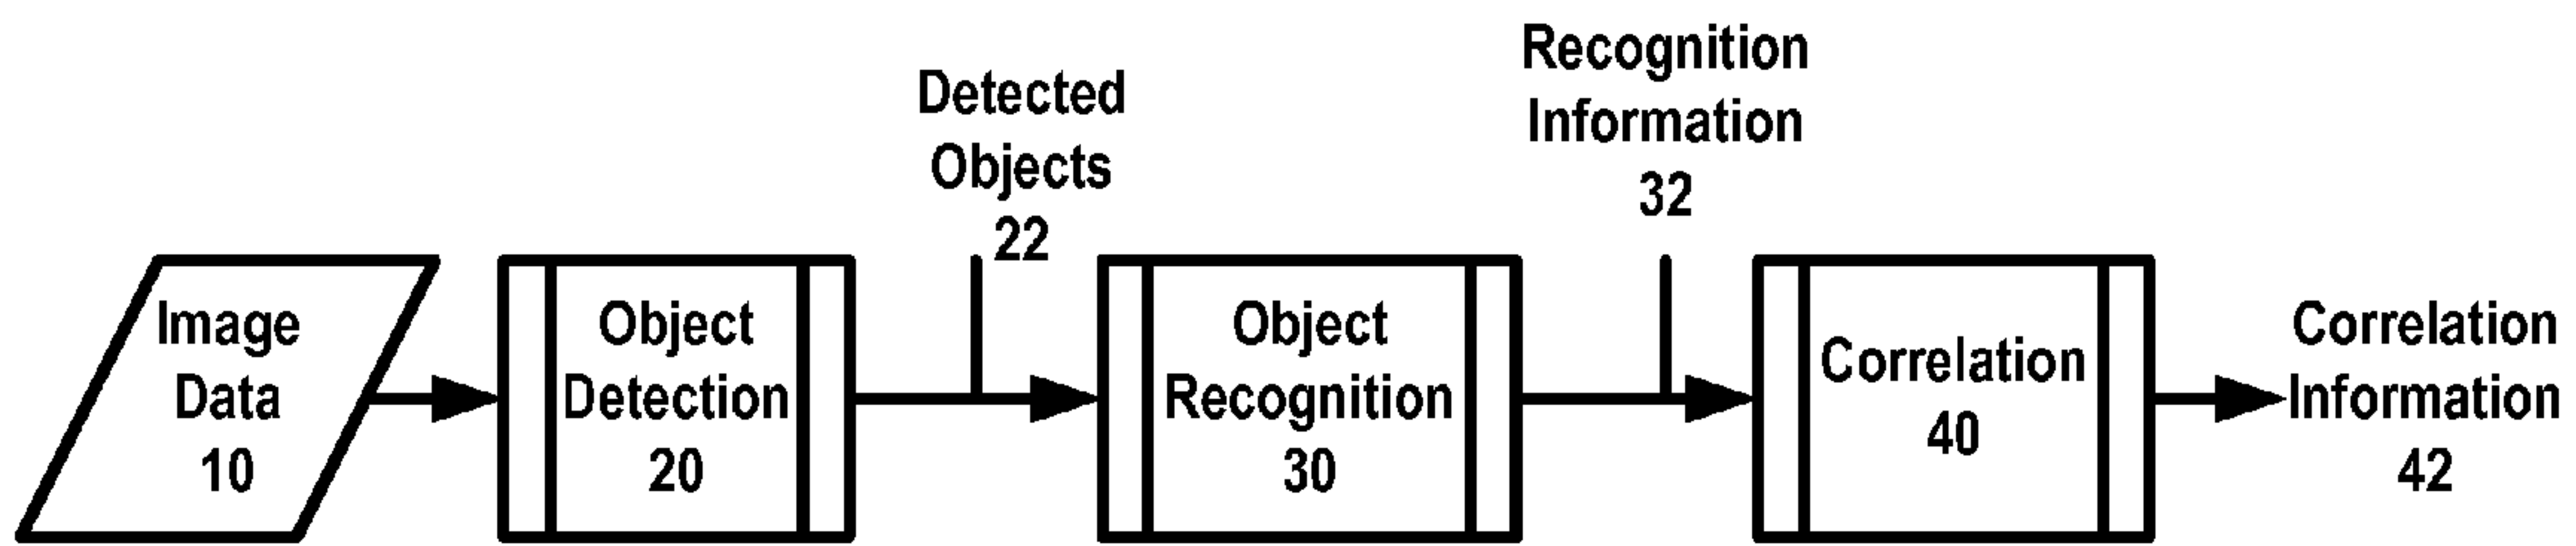 Image
Data
10
Object
Detection
20
Detected
Objects
22
Object
Recognition
30
Recognition
Information
32
Correlation
40
Correlation
Information
42